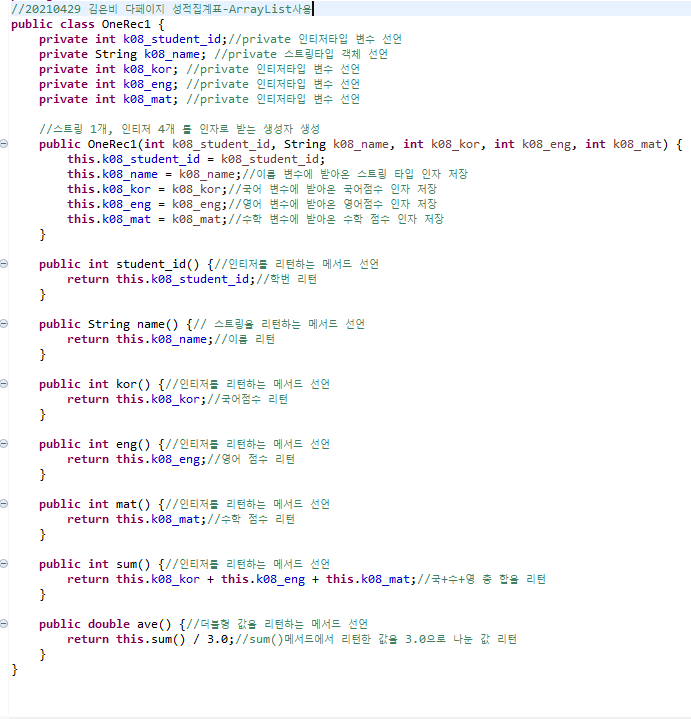 //20210429 김은비 다페이지 성적집계표-ArrayList사용
public class OneRec1 {
    private int k08_student_id;//private 인티저타입 변수 선언
    private String k08_name; //private 스트링타입 객체 선언
    private int k08_kor; //private 인티저타입 변수 선언
    private int k08_eng; //private 인티저타입 변수 선언
    private int k08_mat; //private 인티저타입 변수 선언

    //스트링 1개, 인티저 4개 를 인자로 받는 생성자 생성
    public OneRec1(int k08_student_id, String k08_name, int k08_kor, int k08_eng, int k08_mat) {
        this.k08_student_id = k08_student_id;
        this.k08_name = k08_name;//이름 변수에 받아온 스트링 타입 인자 저장
        this.k08_kor = k08_kor;//국어 변수에 받아온 국어점수 인자 저장
        this.k08_eng = k08_eng;//영어 변수에 받아온 영어점수 인자 저장
        this.k08_mat = k08_mat;//수학 변수에 받아온 수학 점수 인자 저장
    }

    public int student_id() {//인티저를 리턴하는 메서드 선언
        return this.k08_student_id;//학번 리턴
    }

    public String name() {// 스트링을 리턴하는 메서드 선언
        return this.k08_name;//이름 리턴
    }

    public int kor() {//인티저를 리턴하는 메서드 선언
        return this.k08_kor;//국어점수 리턴
    }

    public int eng() {//인티저를 리턴하는 메서드 선언
        return this.k08_eng;//영어 점수 리턴
    }

    public int mat() {//인티저를 리턴하는 메서드 선언
        return this.k08_mat;//수학 점수 리턴
    }

    public int sum() {//인티저를 리턴하는 메서드 선언
        return this.k08_kor + this.k08_eng + this.k08_mat;//국+수+영 총 합을 리턴
    }

    public double ave() {//더블형 값을 리턴하는 메서드 선언
        return this.sum() / 3.0;//sum()메서드에서 리턴한 값을 3.0으로 나눈 값 리턴
    }
}